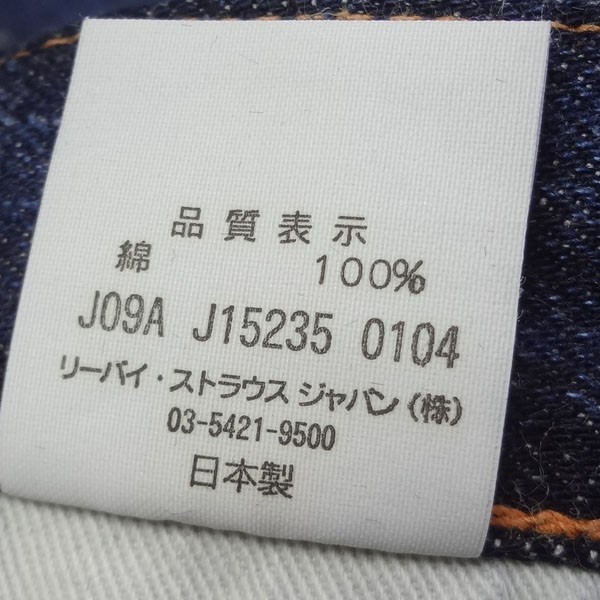 品質表示
綿 100%
J09A J15235 0104
リーバイ・ストラウス ジャパン(株)
03-5421-9500
日本製